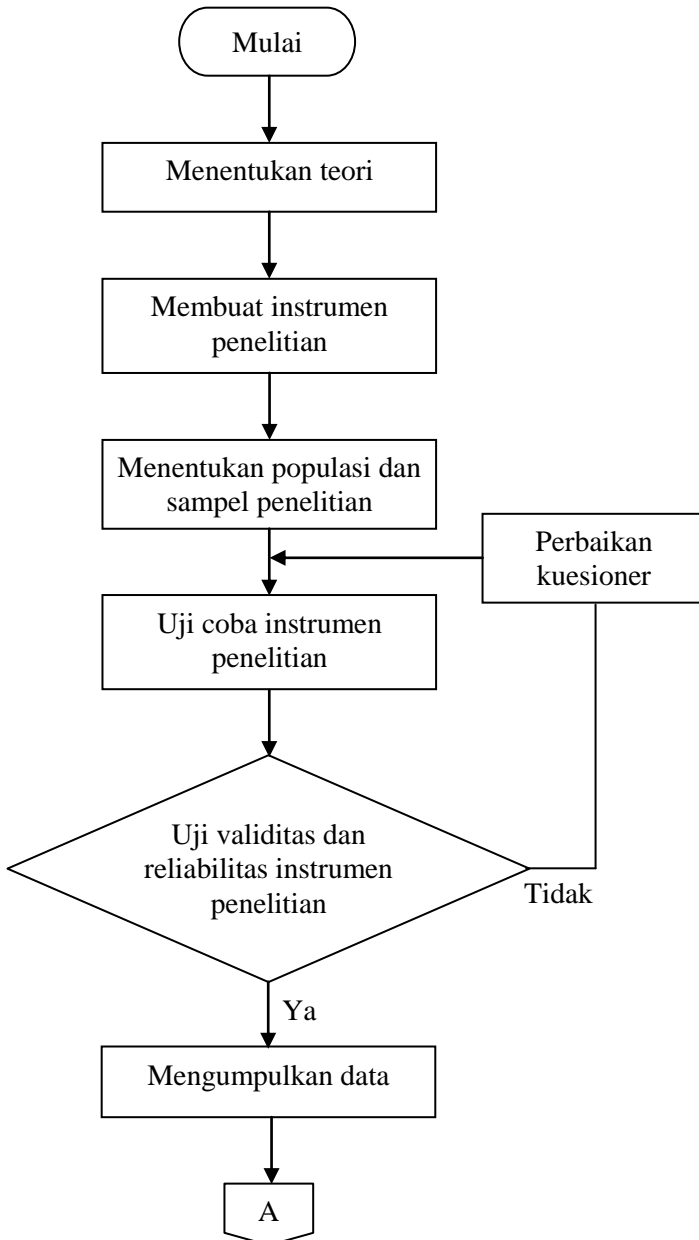 Mulai
Menentukan teori
Membuat instrumen
penelitian
Menentukan populasi dan
sampel penelitian
Perbaikan
kuesioner
Uji coba instrumen
penelitian
Uji validitas dan
reliabilitas instrumen
penelitian
Tidak
Ya
Mengumpulkan data
A